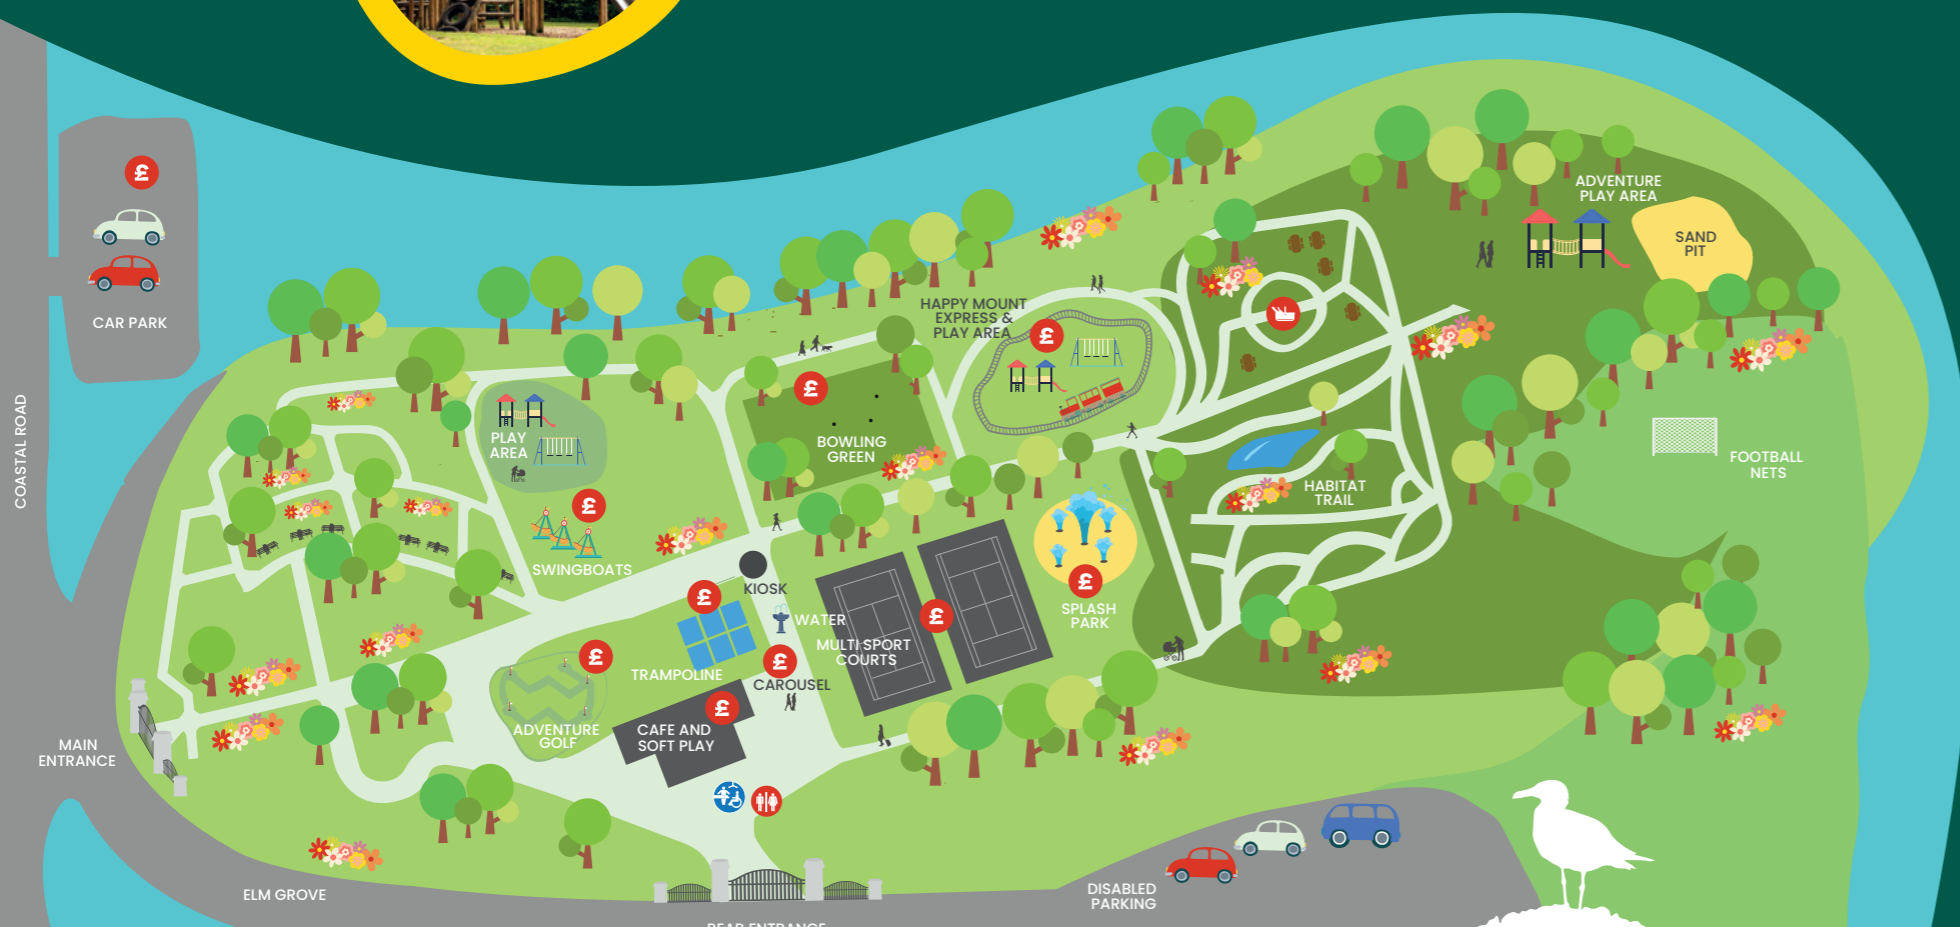 £
CAR PARK
COASTAL ROAD
ADVENTURE
PLAY AREA
SAND
PIT
HAPPY MOUNT
EXPRESS &
PLAY AREA
£
£
PLAY
AREA
BOWLING
GREEN
FOOTBALL
NETS
HABITAT
TRAIL
£
SWINGBOATS
KIOSK
£
£
SPLASH
PARK
£
WATER
MULTI SPORT
COURTS
£
TRAMPOLINE
£
CAROUSEL
£
ADVENTURE
GOLF
CAFE AND
SOFT PLAY
MAIN
ENTRANCE
ELM GROVE
DISABLED
PARKING
REAR ENTRANCE